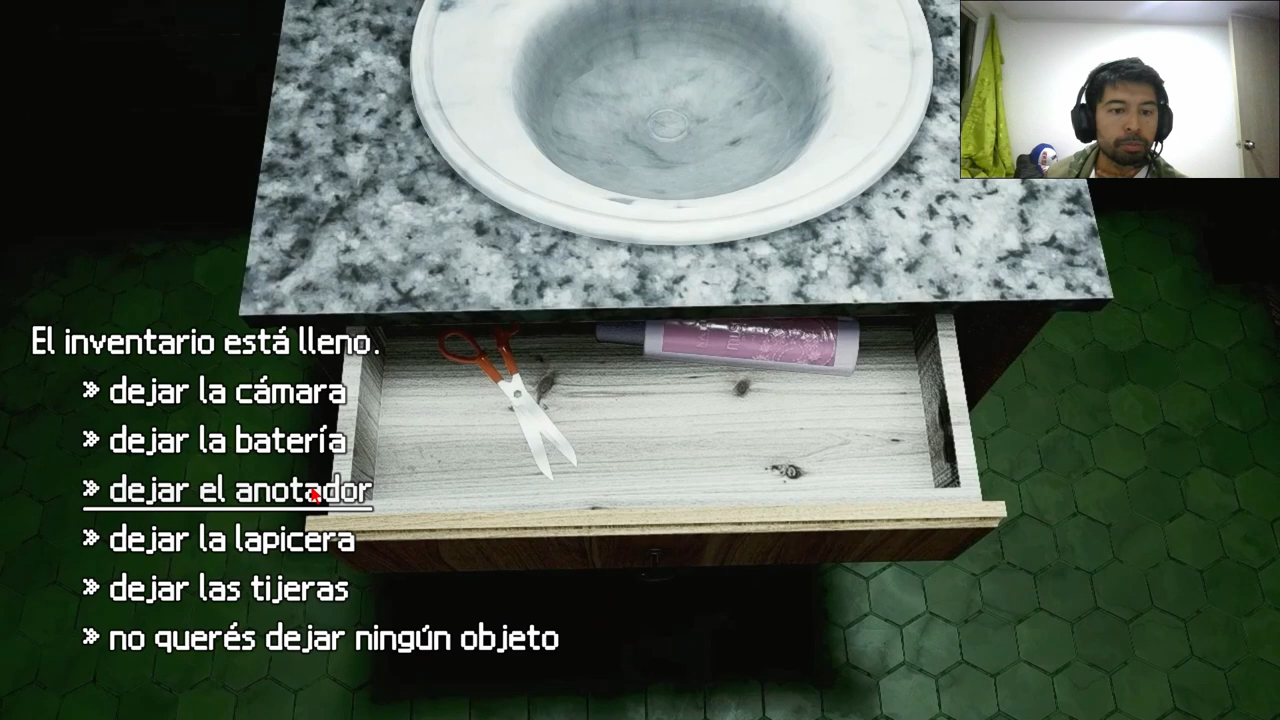 El inventario está lleno.
» dejar la cámara
» dejar la batería
» dejar el anotador
» dejar la lapicera
» dejar las tijeras
» no querés dejar ningún objeto